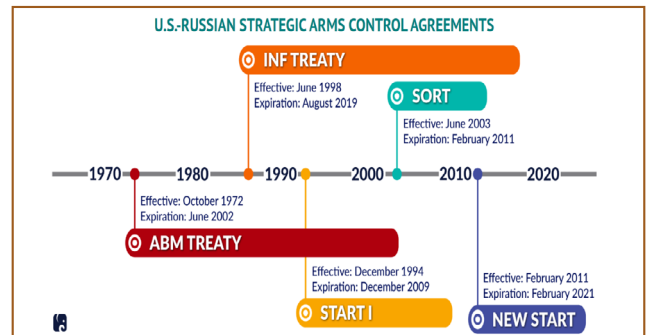 U.S.-RUSSIAN STRATEGIC ARMS CONTROL AGREEMENTS
INF TREATY
Effective: June 1998
Expiration: August 2019
SORT
Effective: June 2003
Expiration: February 2011
1970 1980 1990 2000 2010 2020
Effective: October 1972
Expiration: June 2002
ABM TREATY
Effective: December 1994
Expiration: December 2009
START I
Effective: February 2011
Expiration: February 2021
NEW START